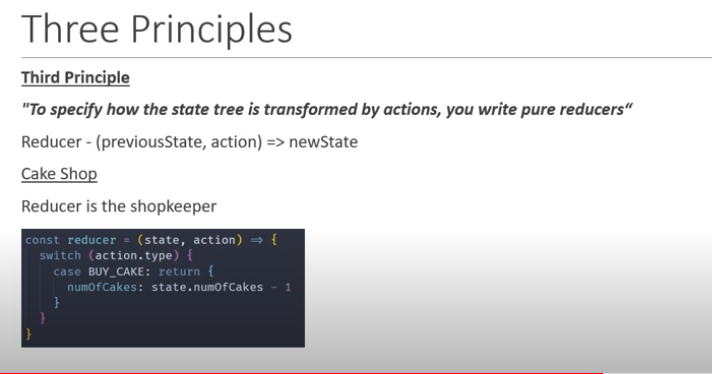 Three Principles
Third Principle
"To specify how the state tree is transformed by actions, you write pure reducers“
Reducer - (previousState, action) => newState
Cake Shop
Reducer is the shopkeeper
const reducer = (state, action) ⇒ {
switch (action.type) {
case BUY_CAKE: return {
numOfCakes: state.numOfCakes - 1
}
}
}